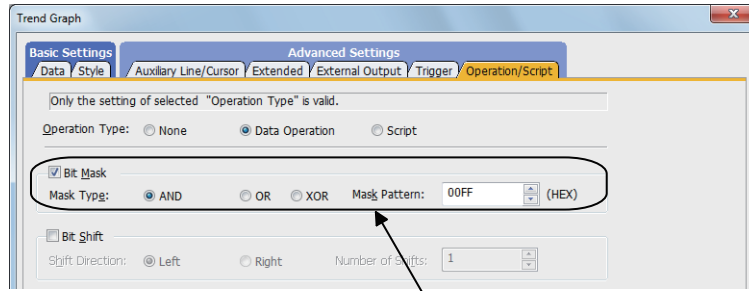 Trend Graph
Basic Settings Advanced Settings
Data Style Auxiliary Line/Cursor Extended External Output Trigger Operation/Script
Only the setting of selected "Operation Type" is valid.
Operation Type: None Data Operation Script
Bit Mask
Mask Type: AND OR XOR Mask Pattern: 00FF (HEX)
Bit Shift
Shift Direction: Left Right Number of Shifts: 1